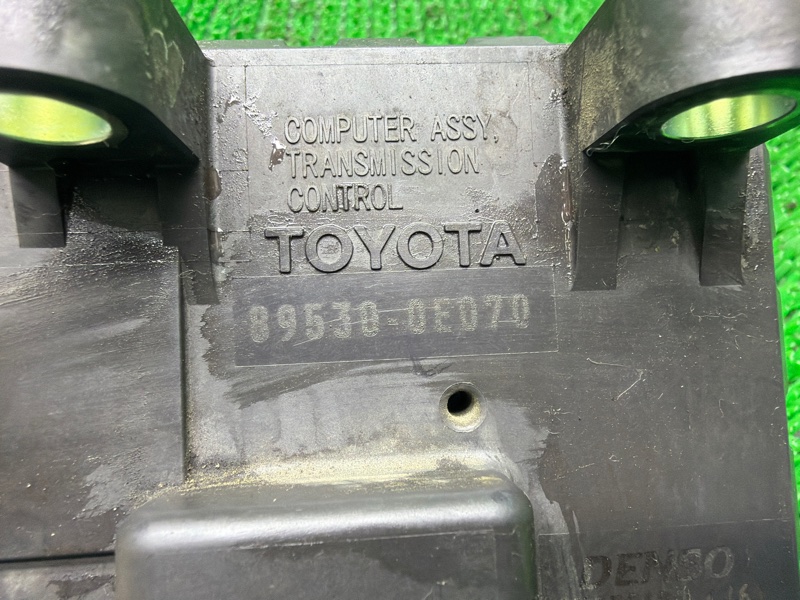 COMPUTER ASSY,
TRANSMISSION
CONTROL
TOYOTA
89530-0E070
DENSO